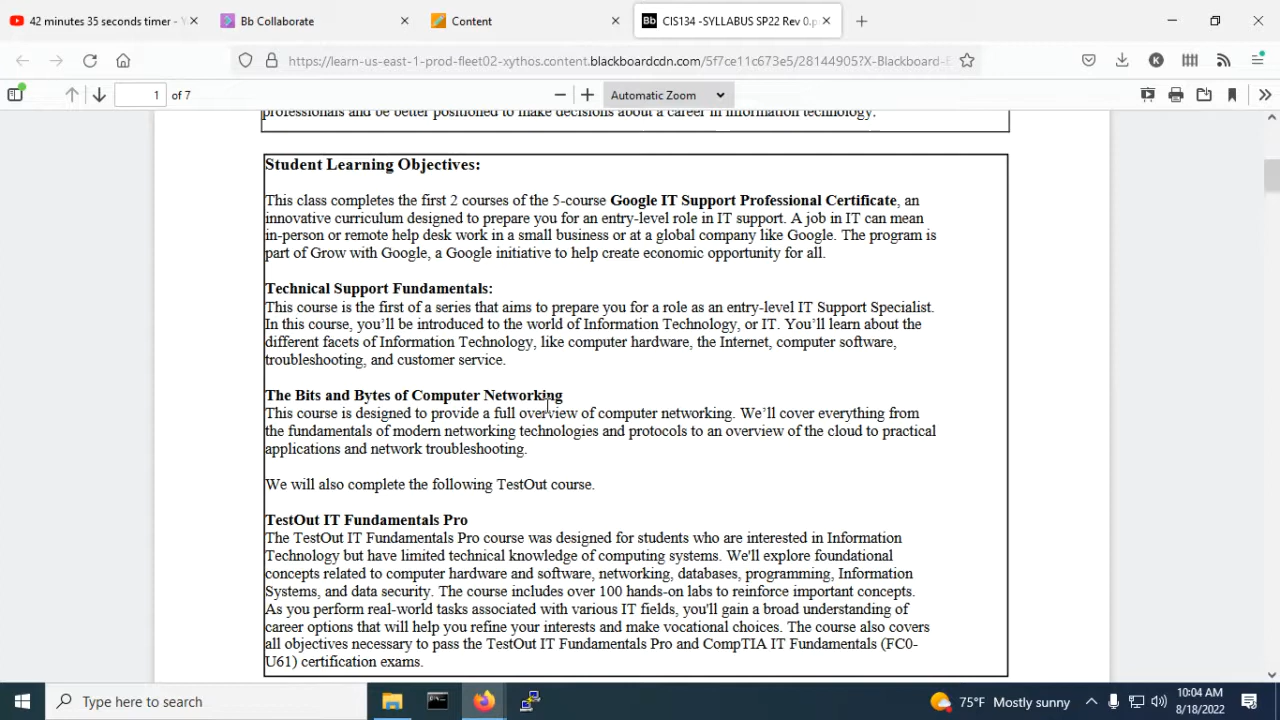 42 minutes 35 seconds timer - Y
Bb Collaborate
Content
Bb CIS134 -SYLLABUS SP22 Rev 0.p
https://learn-us-east-1-prod-fleet02-xythos.content.blackboardcdn.com/5f7ce11c673e5/28144905?X-Blackboard-E
K
1 of 7
Automatic Zoom
professionals and be better positioned to make decisions about a career in information technology.
Student Learning Objectives:
This class completes the first 2 courses of the 5-course Google IT Support Professional Certificate, an
innovative curriculum designed to prepare you for an entry-level role in IT support. A job in IT can mean
in-person or remote help desk work in a small business or at a global company like Google. The program is
part of Grow with Google, a Google initiative to help create economic opportunity for all.
Technical Support Fundamentals:
This course is the first of a series that aims to prepare you for a role as an entry-level IT Support Specialist.
In this course, you’ll be introduced to the world of Information Technology, or IT. You’ll learn about the
different facets of Information Technology, like computer hardware, the Internet, computer software,
troubleshooting, and customer service.
The Bits and Bytes of Computer Networking
This course is designed to provide a full overview of computer networking. We’ll cover everything from
the fundamentals of modern networking technologies and protocols to an overview of the cloud to practical
applications and network troubleshooting.
We will also complete the following TestOut course.
TestOut IT Fundamentals Pro
The TestOut IT Fundamentals Pro course was designed for students who are interested in Information
Technology but have limited technical knowledge of computing systems. We'll explore foundational
concepts related to computer hardware and software, networking, databases, programming, Information
Systems, and data security. The course includes over 100 hands-on labs to reinforce important concepts.
As you perform real-world tasks associated with various IT fields, you'll gain a broad understanding of
career options that will help you refine your interests and make vocational choices. The course also covers
all objectives necessary to pass the TestOut IT Fundamentals Pro and CompTIA IT Fundamentals (FC0-
U61) certification exams.
Type here to search
75°F Mostly sunny
10:04 AM
8/18/2022